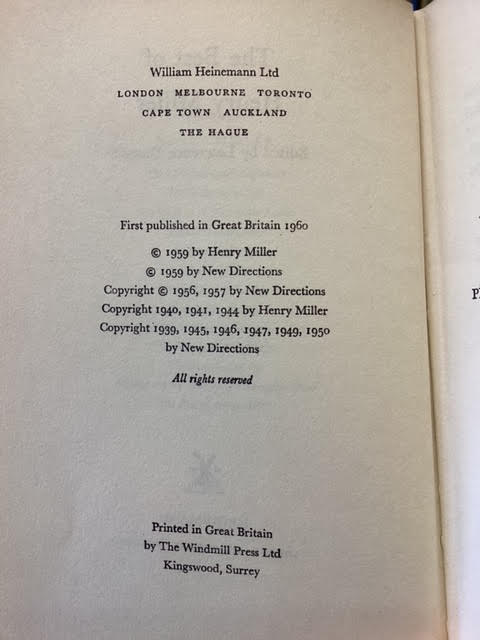 William Heinemann Ltd
LONDON MELBOURNE TORONTO
CAPE TOWN AUCKLAND
THE HAGUE
First published in Great Britain 1960
© 1959 by Henry Miller
© 1959 by New Directions
Copyright © 1956, 1957 by New Directions
Copyright 1940, 1941, 1944 by Henry Miller
Copyright 1939, 1945, 1946, 1947, 1949, 1950
by New Directions
All rights reserved
Printed in Great Britain
by The Windmill Press Ltd
Kingswood, Surrey